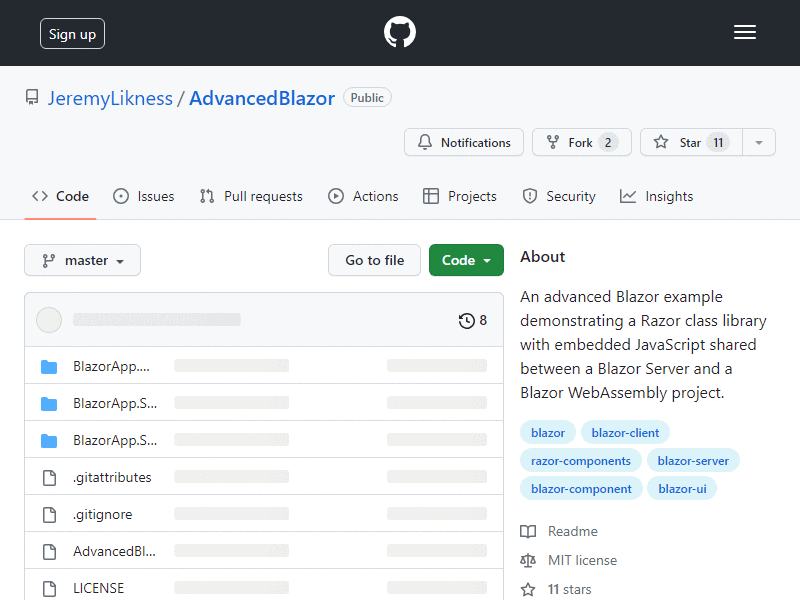 Sign up
JeremyLikness / AdvancedBlazor Public
Notifications Fork 2 Star 11
Code Issues Pull requests Actions Projects Security Insights
master Go to file Code
8
BlazorApp....
BlazorApp.S...
BlazorApp.S...
.gitattributes
.gitignore
AdvancedBl...
LICENSE
About
An advanced Blazor example
demonstrating a Razor class library
with embedded JavaScript shared
between a Blazor Server and a
Blazor WebAssembly project.
blazor blazor-client
razor-components blazor-server
blazor-component blazor-ui
Readme
MIT license
11 stars